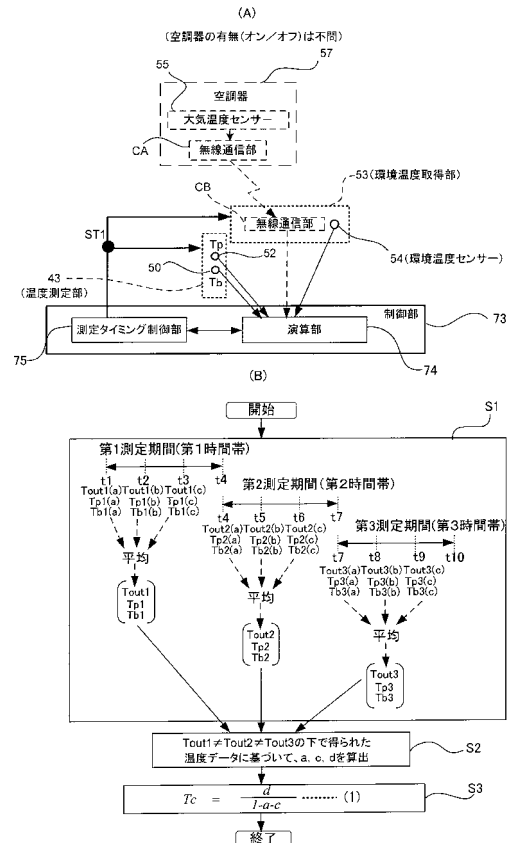 (A)
(空調器の有無(オン/オフ)は不問)
57
55
空調器
大気温度センサー
CA
無線通信部
53(環境温度取得部)
CB
無線通信部
ST1
54(環境温度センサー)
Tp
52
50
43
Tb
(温度測定部)
制御部
73
測定タイミング制御部
演算部
75
74
(B)
開始
S1
第1測定期間(第1時間帯)
t1 t2 t3 t4
Tout1(a) Tout1(b) Tout1(c)
Tp1(a) Tp1(b) Tp1(c)
Tb1(a) Tb1(b) Tb1(c)
平均
Tout1
Tp1
Tb1
第2測定期間(第2時間帯)
t4 t5 t6 t7
Tout2(a) Tout2(b) Tout2(c)
Tp2(a) Tp2(b) Tp2(c)
Tb2(a) Tb2(b) Tb2(c)
平均
Tout2
Tp2
Tb2
第3測定期間(第3時間帯)
t7 t8 t9 t10
Tout3(a) Tout3(b) Tout3(c)
Tp3(a) Tp3(b) Tp3(c)
Tb3(a) Tb3(b) Tb3(c)
平均
Tout3
Tp3
Tb3
Tout1≠Tout2≠Tout3の下で得られた
温度データに基づいて、a, c, dを算出
S2
Tc = d/1-a-c ……… (1)
S3
終了